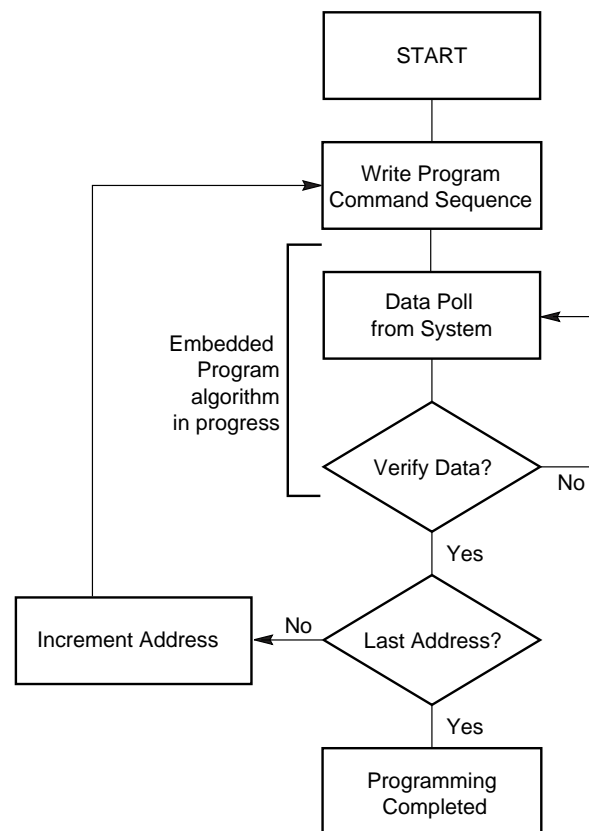 START
Write Program
Command Sequence
Data Poll
from System
Embedded
Program
algorithm
in progress
Verify Data?
No
Yes
Last Address?
No
Increment Address
Yes
Programming
Completed